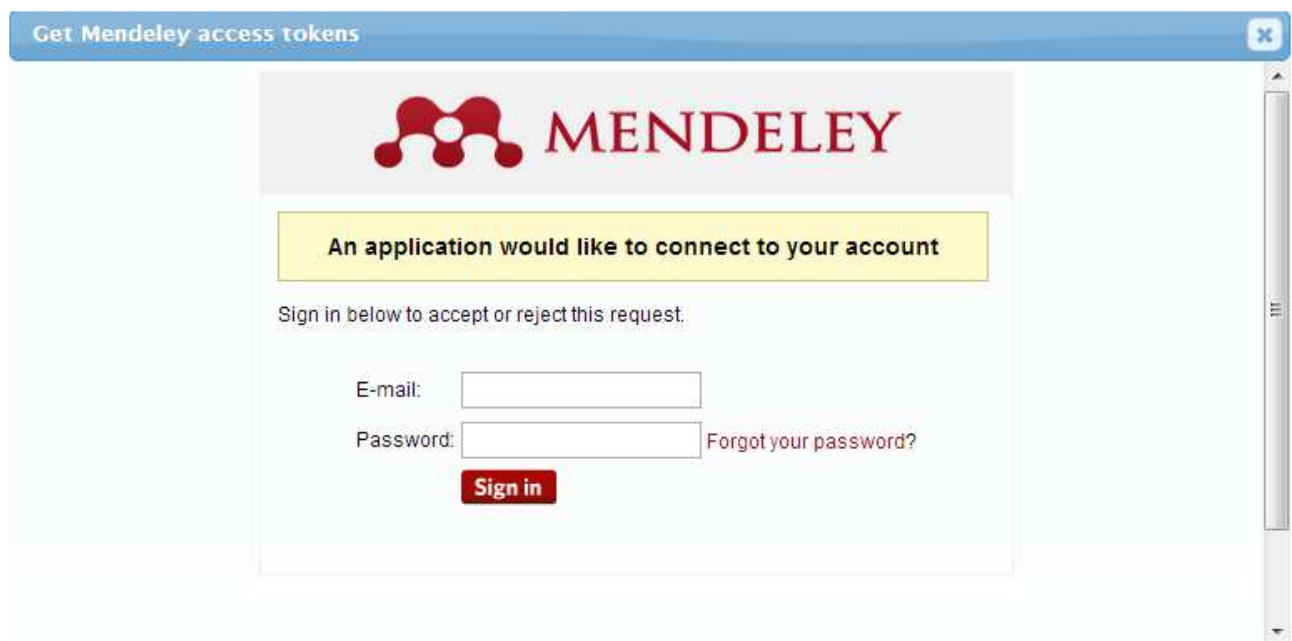 Get Mendeley access tokens
MENDELEY
An application would like to connect to your account
Sign in below to accept or reject this request.
E-mail:
Password: Forgot your password?
Sign in